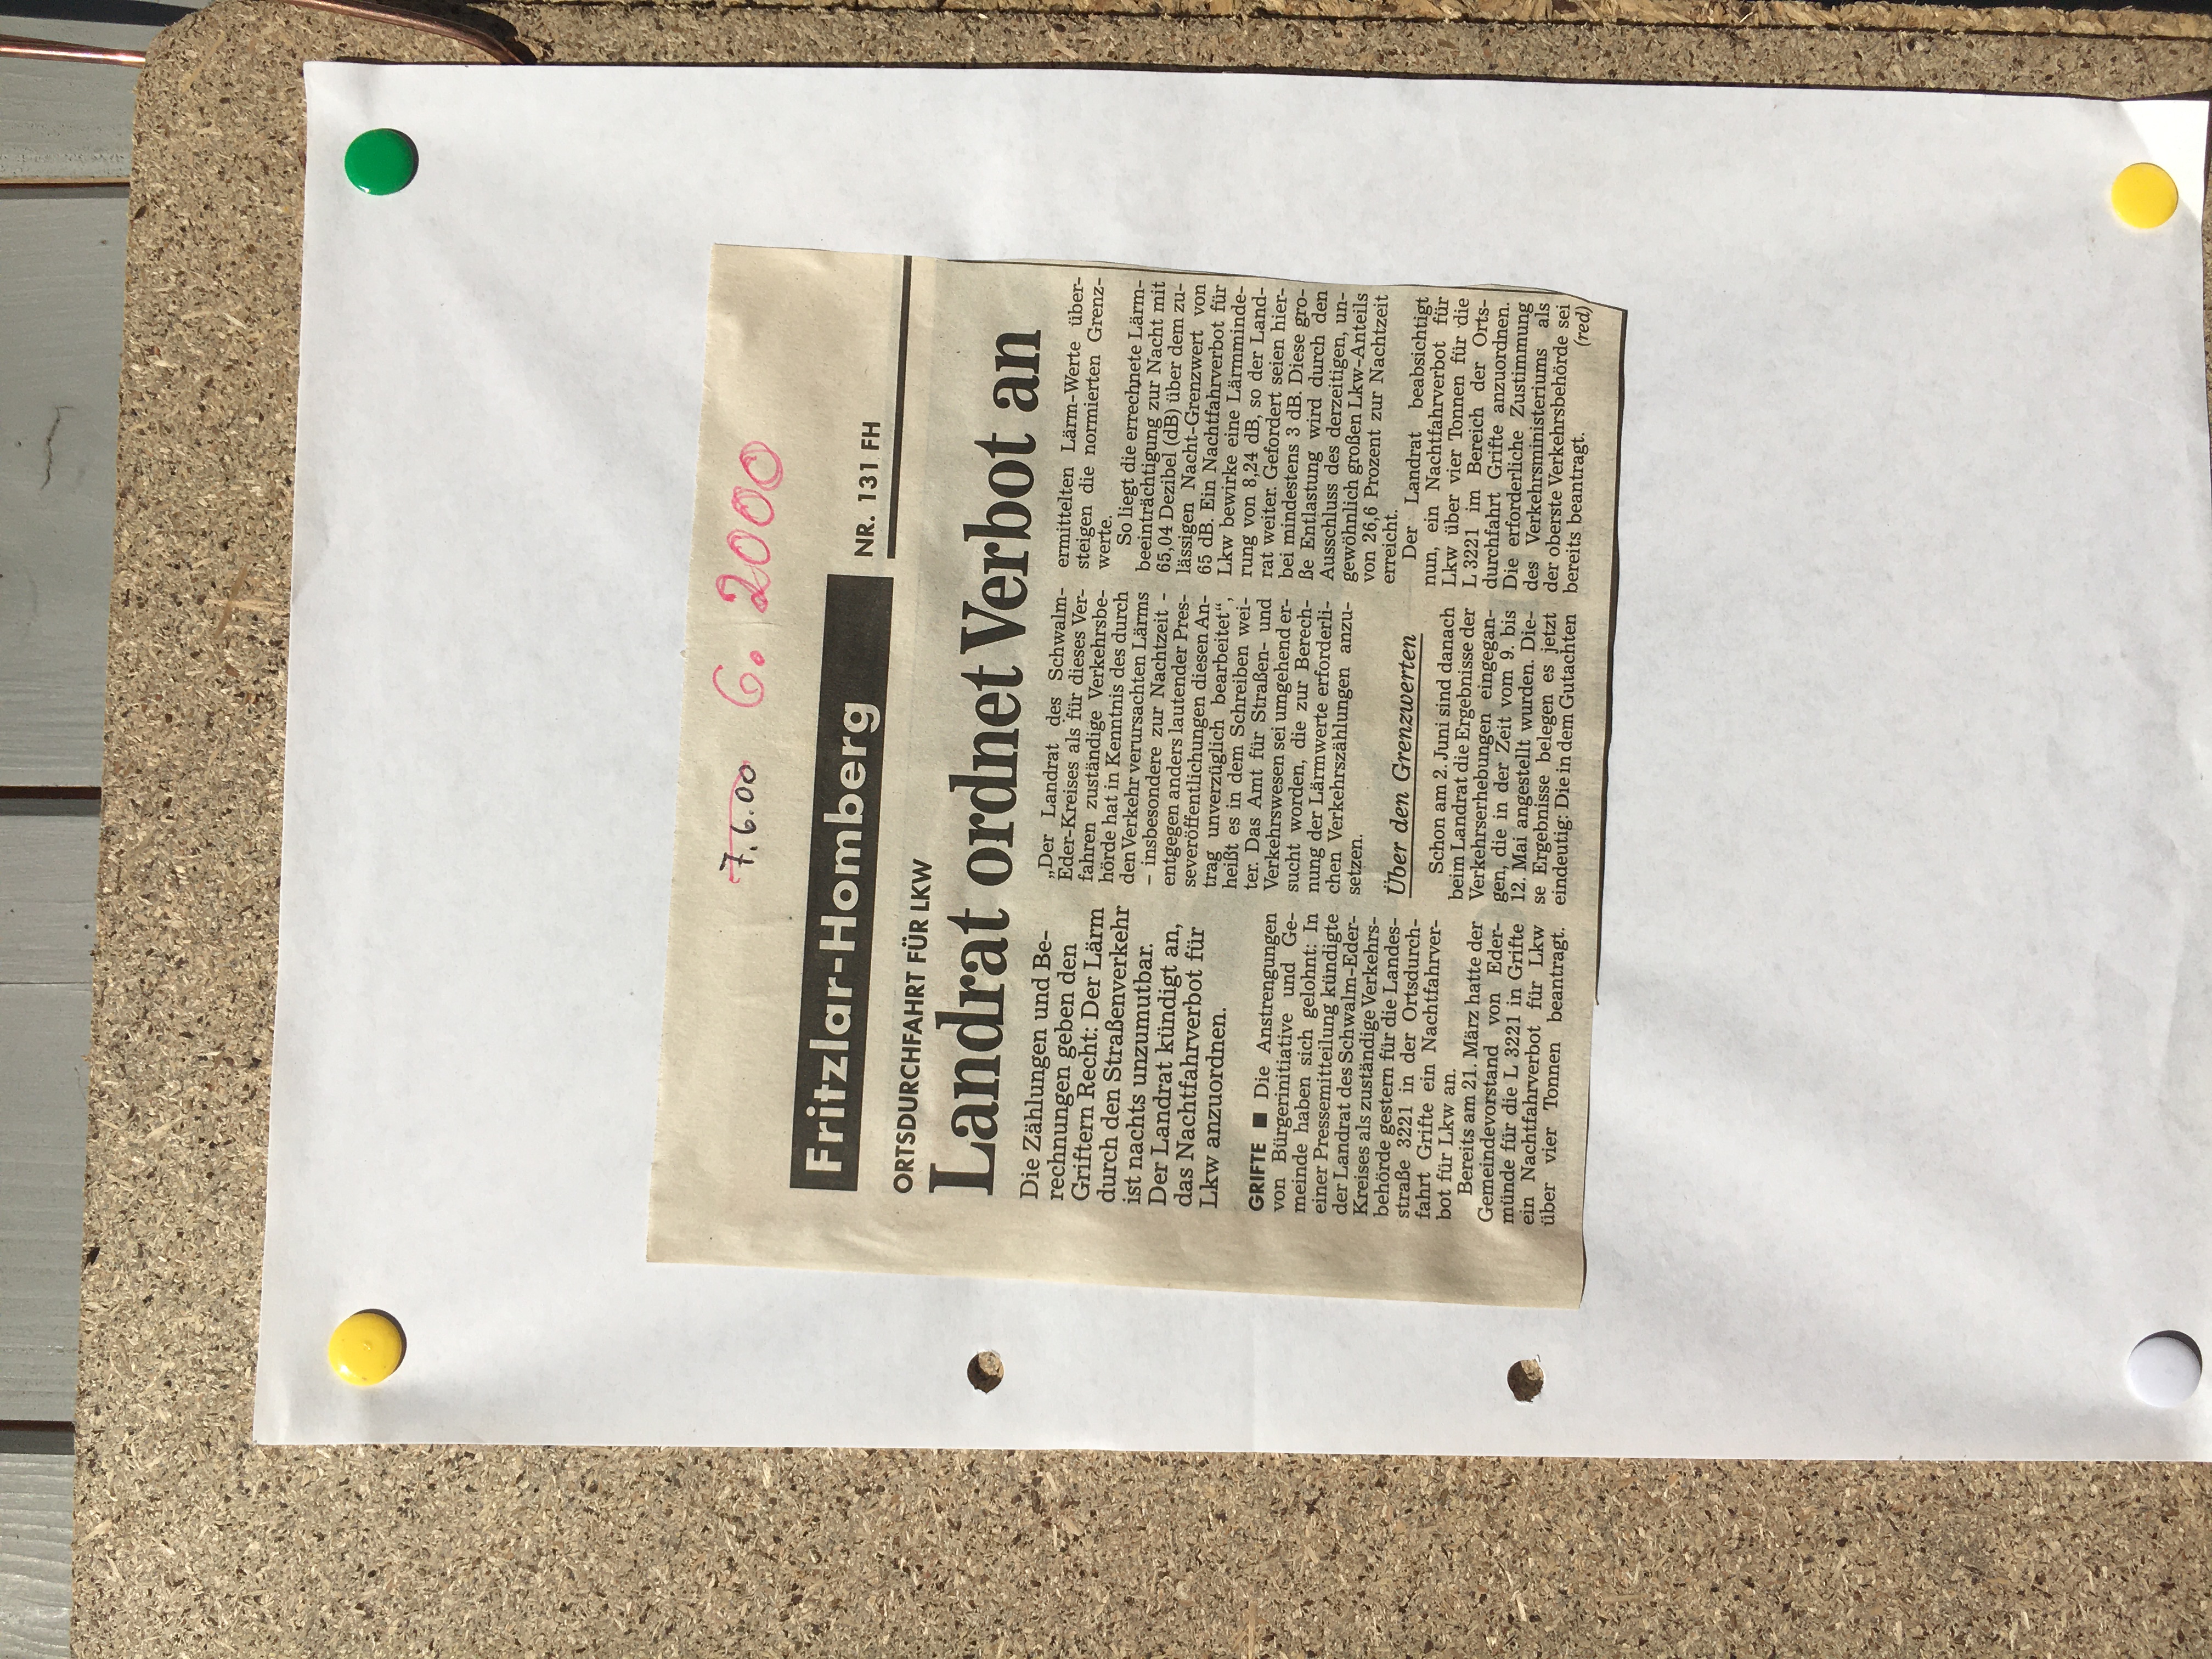 7.6.00 6. 2000
Fritzlar-Homberg
NR. 131 FH
ORTSDURCHFAHRT FÜR LKW
Landrat ordnet Verbot an
Die Zählungen und Be-
rechnungen geben den
Griftern Recht: Der Lärm
durch den Straßenverkehr
ist nachts unzumutbar.
Der Landrat kündigt an,
das Nachtfahrverbot für
Lkw anzuordnen.
GRIFTE ■ Die Anstrengungen
von Bürgerinitiative und Ge-
meinde haben sich gelohnt: In
einer Pressemitteilung kündigte
der Landrat des Schwalm-Eder-
Kreises als zuständige Verkehrs-
behörde gestern für die Landes-
straße 3221 in der Ortsdurch-
fahrt Grifte ein Nachtfahrver-
bot für Lkw an.
Bereits am 21. März hatte der
Gemeindevorstand von Eder-
münde für die L 3221 in Grifte
ein Nachtfahrverbot für Lkw
über vier Tonnen beantragt.
„Der Landrat des Schwalm-
Eder-Kreises als für dieses Ver-
fahren zuständige Verkehrsbe-
hörde hat in Kenntnis des durch
den Verkehr verursachten Lärms
– insbesondere zur Nachtzeit -
entgegen anders lautender Pres-
severöffentlichungen diesen An-
trag unverzüglich bearbeitet“,
heißt es in dem Schreiben wei-
ter. Das Amt für Straßen- und
Verkehrswesen sei umgehend er-
sucht worden, die zur Berech-
nung der Lärmwerte erforderli-
chen Verkehrszählungen anzu-
setzen.
Über den Grenzwerten
Schon am 2. Juni sind danach
beim Landrat die Ergebnisse der
Verkehrserhebungen eingegan-
gen, die in der Zeit vom 9. bis
12. Mai angestellt wurden. Die-
se Ergebnisse belegen es jetzt
eindeutig: Die in dem Gutachten
ermittelten Lärm-Werte über-
steigen die normierten Grenz-
werte.
So liegt die errechnete Lärm-
beeinträchtigung zur Nacht mit
65,04 Dezibel (dB) über dem zu-
lässigen Nacht-Grenzwert von
65 dB. Ein Nachtfahrverbot für
Lkw bewirke eine Lärmminde-
rung von 8,24 dB, so der Land-
rat weiter. Gefordert seien hier-
bei mindestens 3 dB. Diese gro-
ße Entlastung wird durch den
Ausschluss des derzeitigen, un-
gewöhnlich großen Lkw-Anteils
von 26,6 Prozent zur Nachtzeit
erreicht.
Der Landrat beabsichtigt
nun, ein Nachtfahrverbot für
Lkw über vier Tonnen für die
L 3221 im Bereich der Orts-
durchfahrt Grifte anzuordnen.
Die erforderliche Zustimmung
des Verkehrsministeriums als
der oberste Verkehrsbehörde sei
bereits beantragt.
(red)